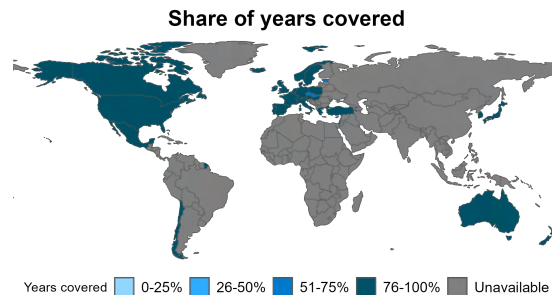 Share of years covered
Years covered 0-25% 26-50% 51-75% 76-100% Unavailable